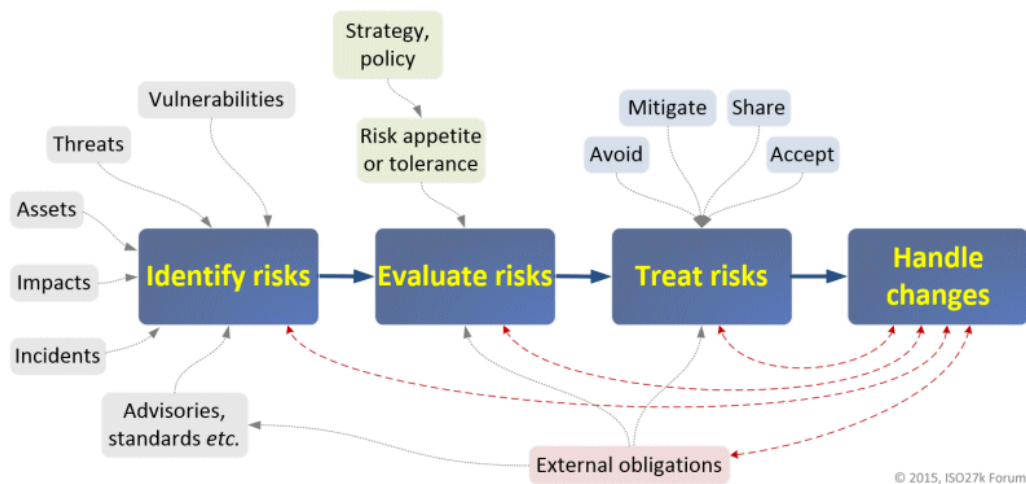 Strategy,
policy
Vulnerabilities
Mitigate
Share
Threats
Risk appetite
or tolerance
Avoid
Accept
Assets
Identify risks
Evaluate risks
Treat risks
Handle
changes
Impacts
Incidents
Advisories,
standards etc.
External obligations
© 2015, ISO27k Forum